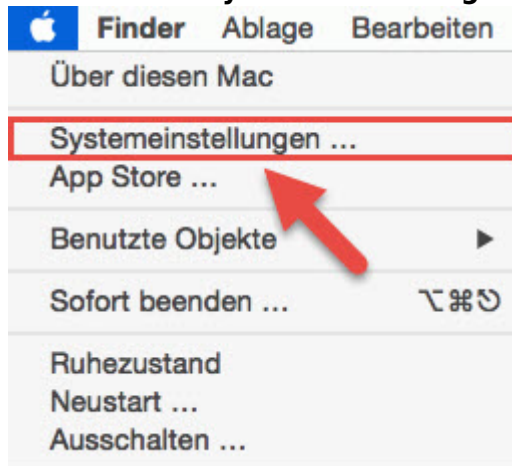 Finder Ablage Bearbeiten
Über diesen Mac
Systemeinstellungen ...
App Store ...
Benutzte Objekte ▶
Sofort beenden ... ⌥⌘⎋
Ruhezustand
Neustart ...
Ausschalten ...